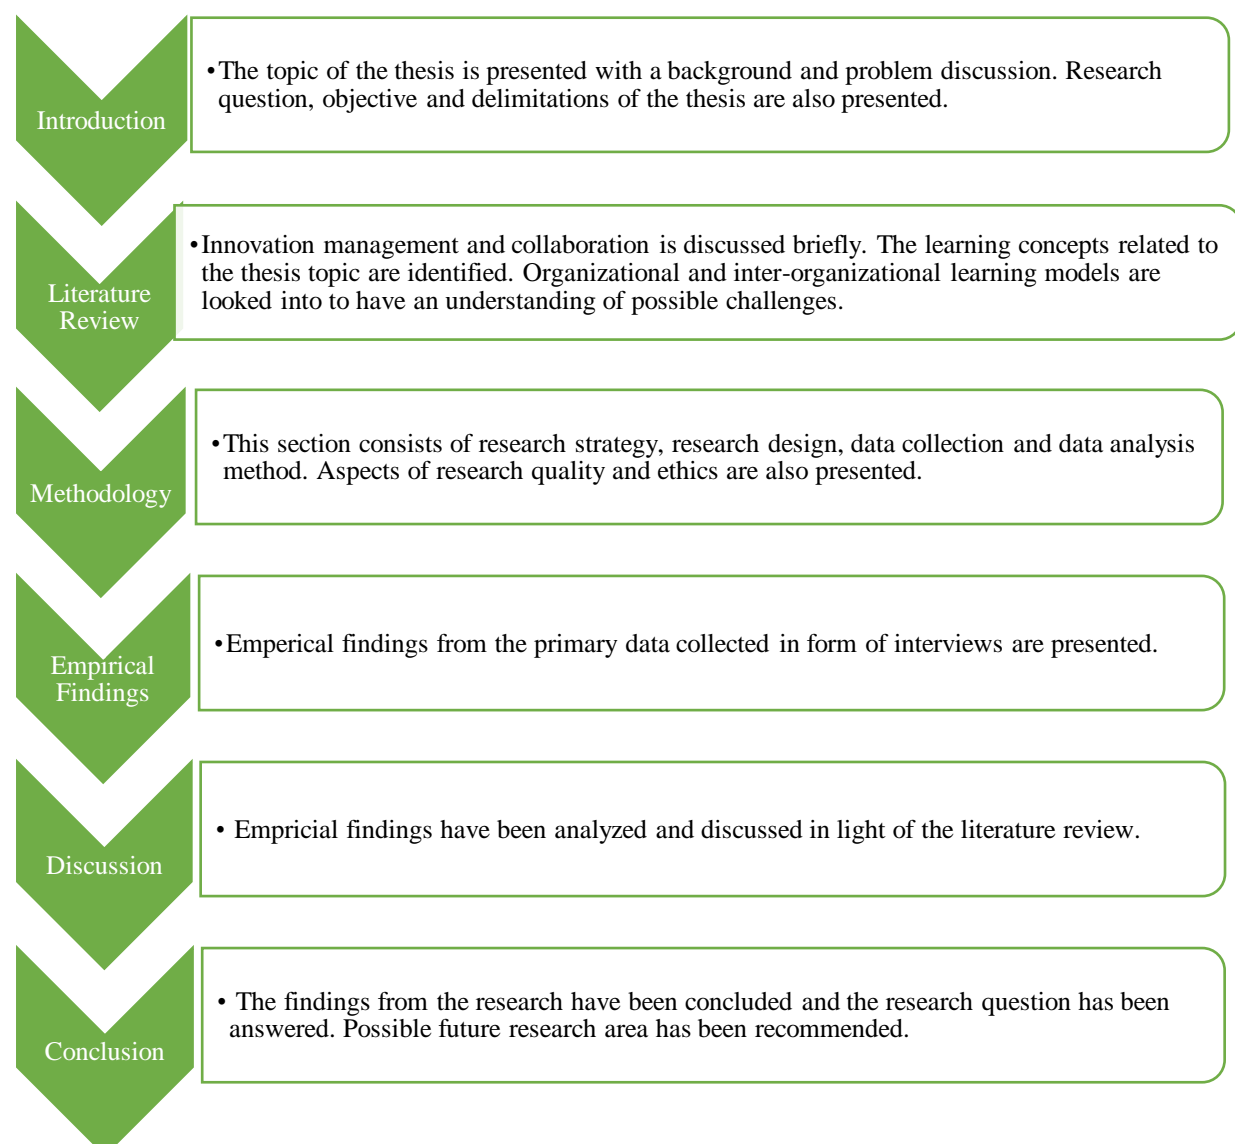 Introduction
•The topic of the thesis is presented with a background and problem discussion. Research
question, objective and delimitations of the thesis are also presented.
Literature
Review
•Innovation management and collaboration is discussed briefly. The learning concepts related to
the thesis topic are identified. Organizational and inter-organizational learning models are
looked into to have an understanding of possible challenges.
Methodology
•This section consists of research strategy, research design, data collection and data analysis
method. Aspects of research quality and ethics are also presented.
Empirical
Findings
•Emperical findings from the primary data collected in form of interviews are presented.
Discussion
• Empricial findings have been analyzed and discussed in light of the literature review.
Conclusion
• The findings from the research have been concluded and the research question has been
answered. Possible future research area has been recommended.